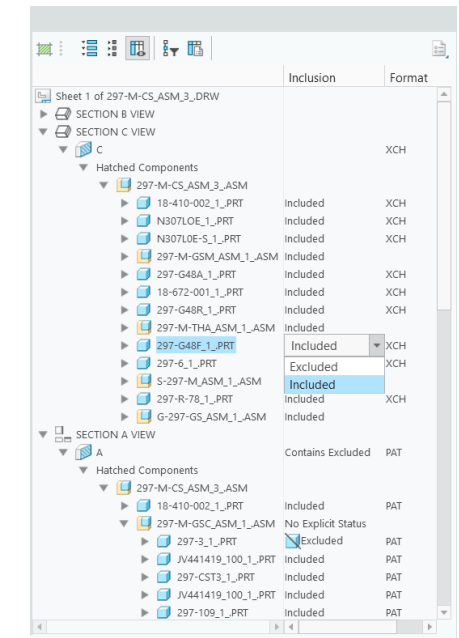 Inclusion Format
Sheet 1 of 297-M-CS_ASM_3_.DRW
SECTION B VIEW
SECTION C VIEW
C XCH
Hatched Components
297-M-CS_ASM_3_.ASM
18-410-002_1_.PRT Included XCH
N307LOE_1_.PRT Included XCH
N307L0E-S_1_.PRT Included XCH
297-M-GSM_ASM_1_.ASM Included
297-G48A_1_.PRT Included XCH
18-672-001_1_.PRT Included XCH
297-G48R_1_.PRT Included XCH
297-M-THA_ASM_1_.ASM Included
297-G48F_1_.PRT Included XCH
297-6_1_.PRT Excluded XCH
S-297-M_ASM_1_.ASM Included
297-R-78_1_.PRT Included XCH
G-297-GS_ASM_1_.ASM Included
SECTION A VIEW
A Contains Excluded PAT
Hatched Components
297-M-CS_ASM_3_.ASM
18-410-002_1_.PRT Included PAT
297-M-GSC_ASM_1_.ASM No Explicit Status
297-3_1_.PRT Excluded PAT
JV441419_100_1_.PRT Included PAT
297-CST3_1_.PRT Included PAT
JV441419_100_1_.PRT Included PAT
297-109_1_.PRT Included PAT